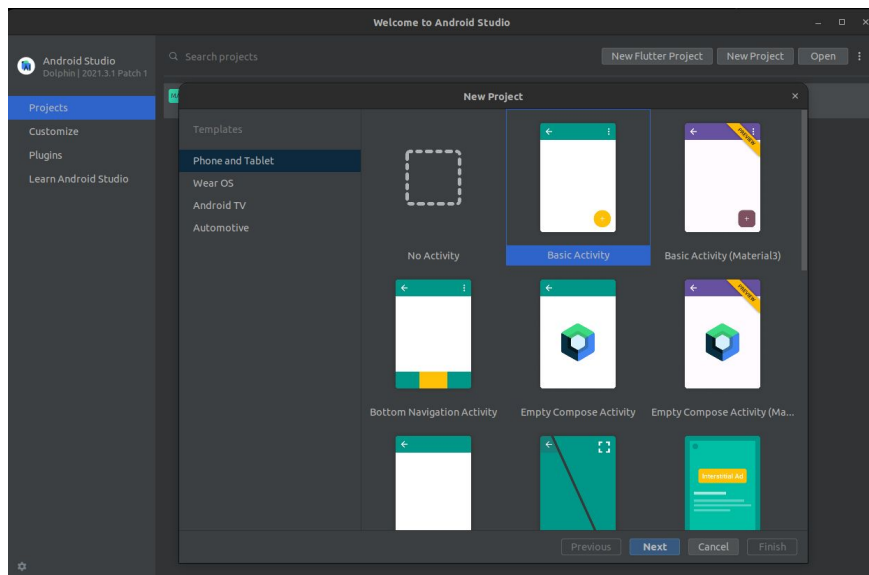 Welcome to Android Studio
Android Studio
Dolphin | 2021.3.1 Patch 1
Search projects
New Flutter Project
New Project
Open
Projects
Customize
Plugins
Learn Android Studio
New Project
Templates
Phone and Tablet
Wear OS
Android TV
Automotive
No Activity
Basic Activity
PREVIEW
Basic Activity (Material3)
Bottom Navigation Activity
Empty Compose Activity
PREVIEW
Empty Compose Activity (Ma...
Interstitial Ad
Previous
Next
Cancel
Finish